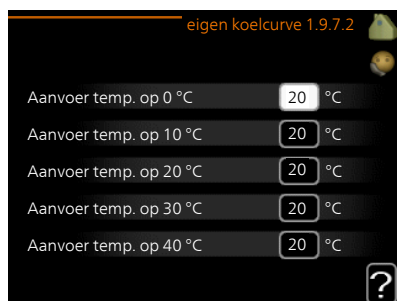 eigen koelcurve 1.9.7.2
Aanvoer temp. op 0 °C 20 °C
Aanvoer temp. op 10 °C 20 °C
Aanvoer temp. op 20 °C 20 °C
Aanvoer temp. op 30 °C 20 °C
Aanvoer temp. op 40 °C 20 °C
?